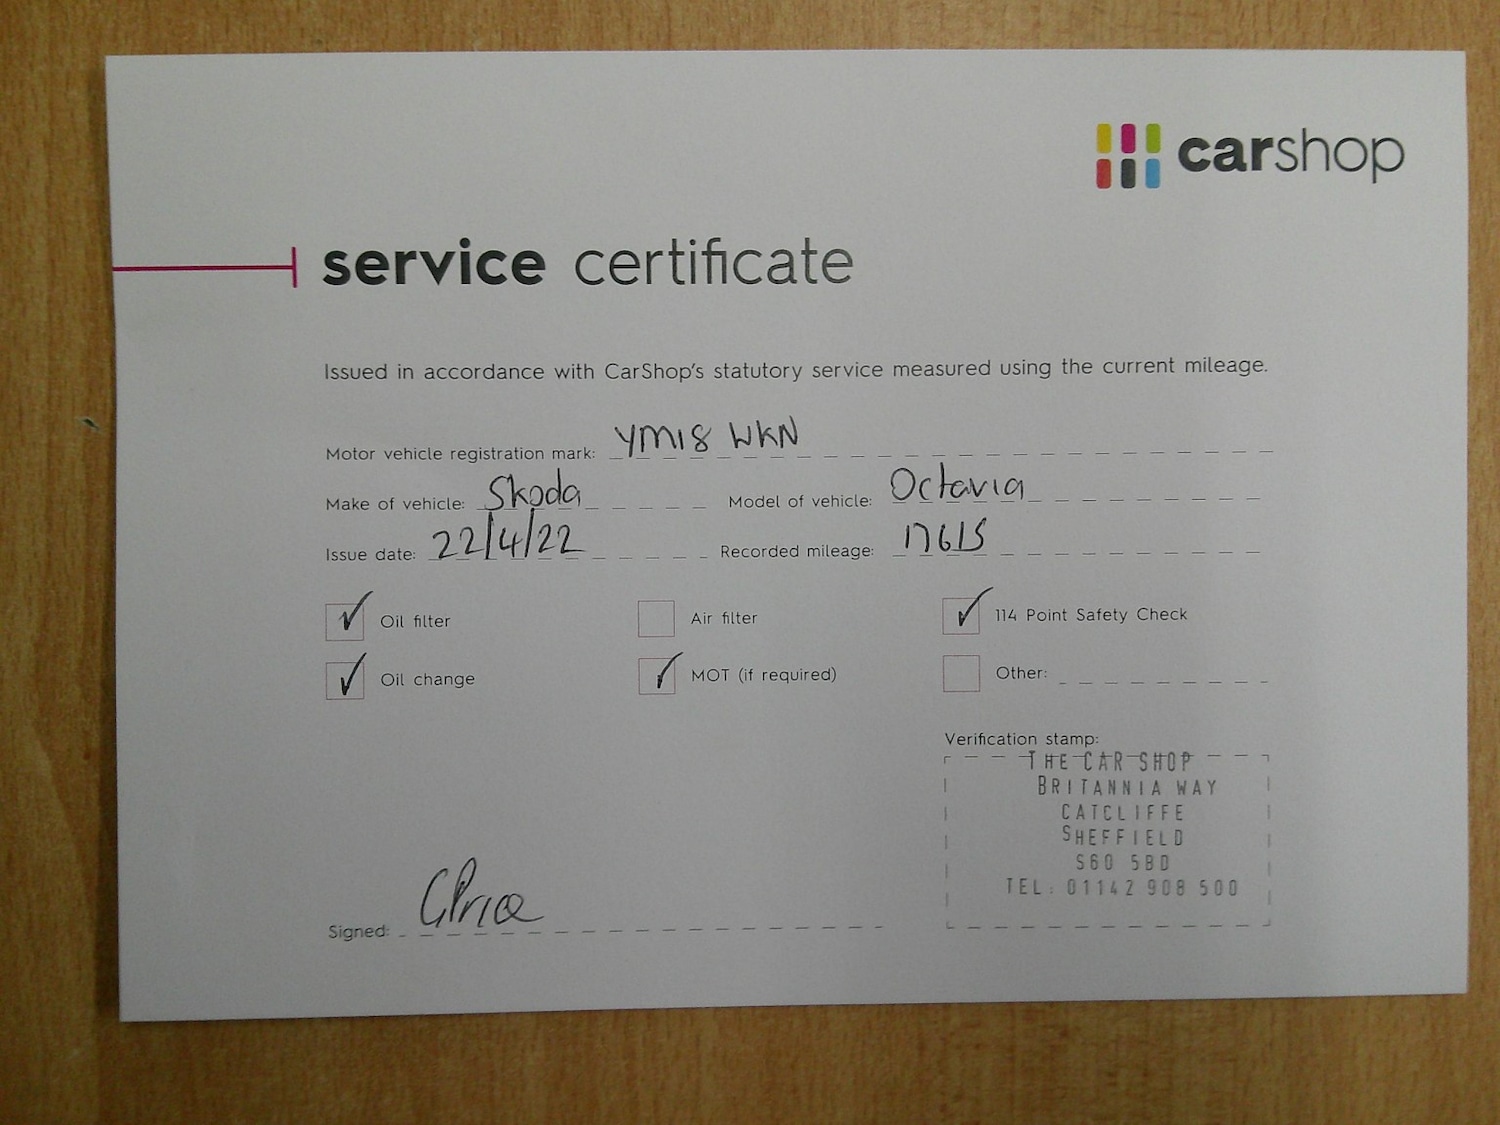 carshop
service certificate
Issued in accordance with CarShop's statutory service measured using the current mileage.
Motor vehicle registration mark: YM18 WKN
Make of vehicle: Skoda Model of vehicle: Octavia
Issue date: 22/4/22 Recorded mileage: 17615
Oil filter Air filter 114 Point Safety Check
Oil change MOT (if required) Other:
Verification stamp:
THE CAR SHOP
BRITANNIA WAY
CATCLIFFE
SHEFFIELD
S60 5BD
TEL: 01142 908 500
Signed: CPrice